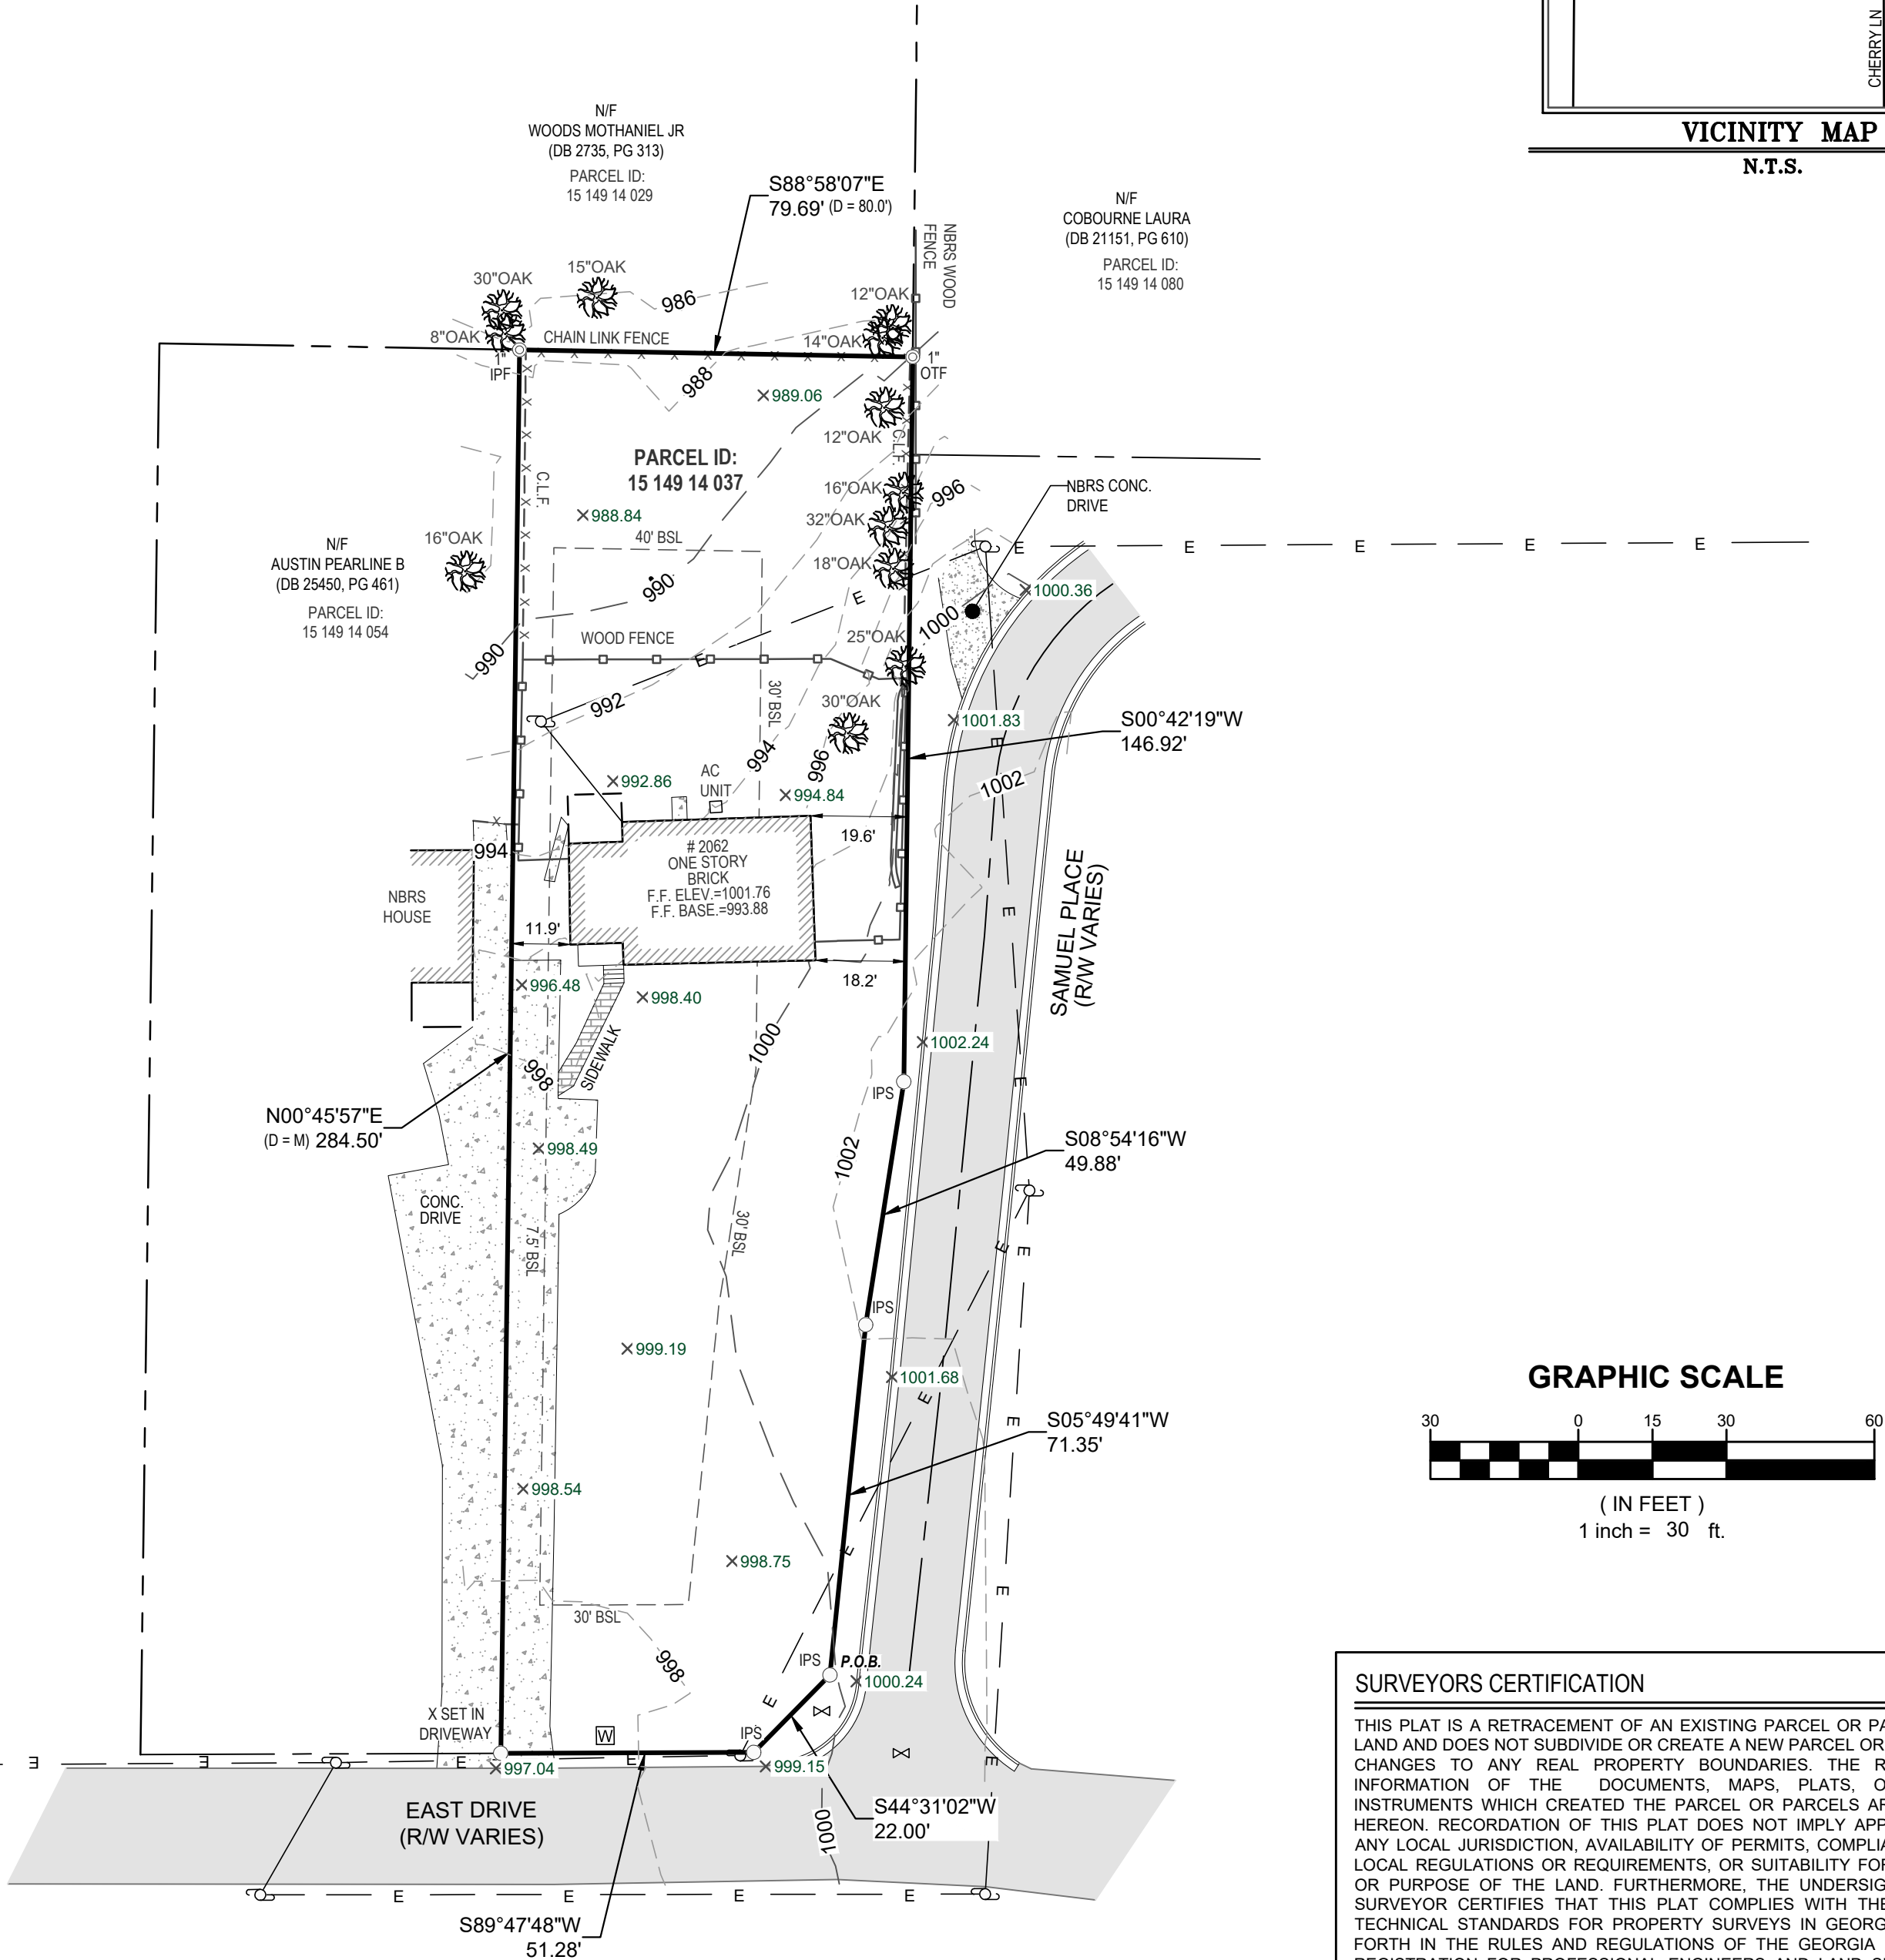 CHERRY LN
VICINITY MAP
N.T.S.
N/F
WOODS MOTHANIEL JR
(DB 2735, PG 313)
PARCEL ID:
15 149 14 029
S88°58'07"E
79.69' (D = 80.0')
N/F
COBOURNE LAURA
(DB 21151, PG 610)
PARCEL ID:
15 149 14 080
NBRS WOOD
FENCE
30"OAK
15"OAK
986
12"OAK
8"OAK
CHAIN LINK FENCE
14"OAK
1"
IPF
1"
OTF
988
989.06
12"OAK
C.L.F.
PARCEL ID:
15 149 14 037
C.L.F.
16"OAK
996
NBRS CONC.
DRIVE
988.84
32"OAK
40' BSL
16"OAK
N/F
AUSTIN PEARLINE B
(DB 25450, PG 461)
PARCEL ID:
15 149 14 054
E E E E E
18"OAK
990
E
1000.36
1000
WOOD FENCE
25"OAK
990
E
30' BSL
992
30"OAK
1001.83
S00°42'19"W
146.92'
E
994
996
992.86
AC
UNIT
994.84
1002
19.6'
994
# 2062
ONE STORY
BRICK
F.F. ELEV.=1001.76
F.F. BASE.=993.88
NBRS
HOUSE
E
SAMUEL PLACE
(R/W VARIES)
11.9'
18.2'
996.48
998.40
1000
1002.24
998
SIDEWALK
E
IPS
N00°45'57"E
(D = M) 284.50'
998.49
1002
S08°54'16"W
49.88'
CONC.
DRIVE
7.5' BSL
30' BSL
E E
IPS
999.19
1001.68
E
GRAPHIC SCALE
30 0 15 30 60
( IN FEET )
1 inch = 30 ft.
E
S05°49'41"W
71.35'
998.54
E
998.75
E
30' BSL
998
IPS P.O.B.
1000.24
E
X SET IN
DRIVEWAY
W
IPS
E E E E E
997.04
999.15
EAST DRIVE
(R/W VARIES)
1000
S44°31'02"W
22.00'
E E E E
S89°47'48"W
51.28'
SURVEYORS CERTIFICATION
THIS PLAT IS A RETRACEMENT OF AN EXISTING PARCEL OR PA
LAND AND DOES NOT SUBDIVIDE OR CREATE A NEW PARCEL OR
CHANGES TO ANY REAL PROPERTY BOUNDARIES. THE R
INFORMATION OF THE DOCUMENTS, MAPS, PLATS, O
INSTRUMENTS WHICH CREATED THE PARCEL OR PARCELS AR
HEREON. RECORDATION OF THIS PLAT DOES NOT IMPLY APP
ANY LOCAL JURISDICTION, AVAILABILITY OF PERMITS, COMPLIA
LOCAL REGULATIONS OR REQUIREMENTS, OR SUITABILITY FOR
OR PURPOSE OF THE LAND. FURTHERMORE, THE UNDERSIG
SURVEYOR CERTIFIES THAT THIS PLAT COMPLIES WITH THE
TECHNICAL STANDARDS FOR PROPERTY SURVEYS IN GEORG
FORTH IN THE RULES AND REGULATIONS OF THE GEORGIA